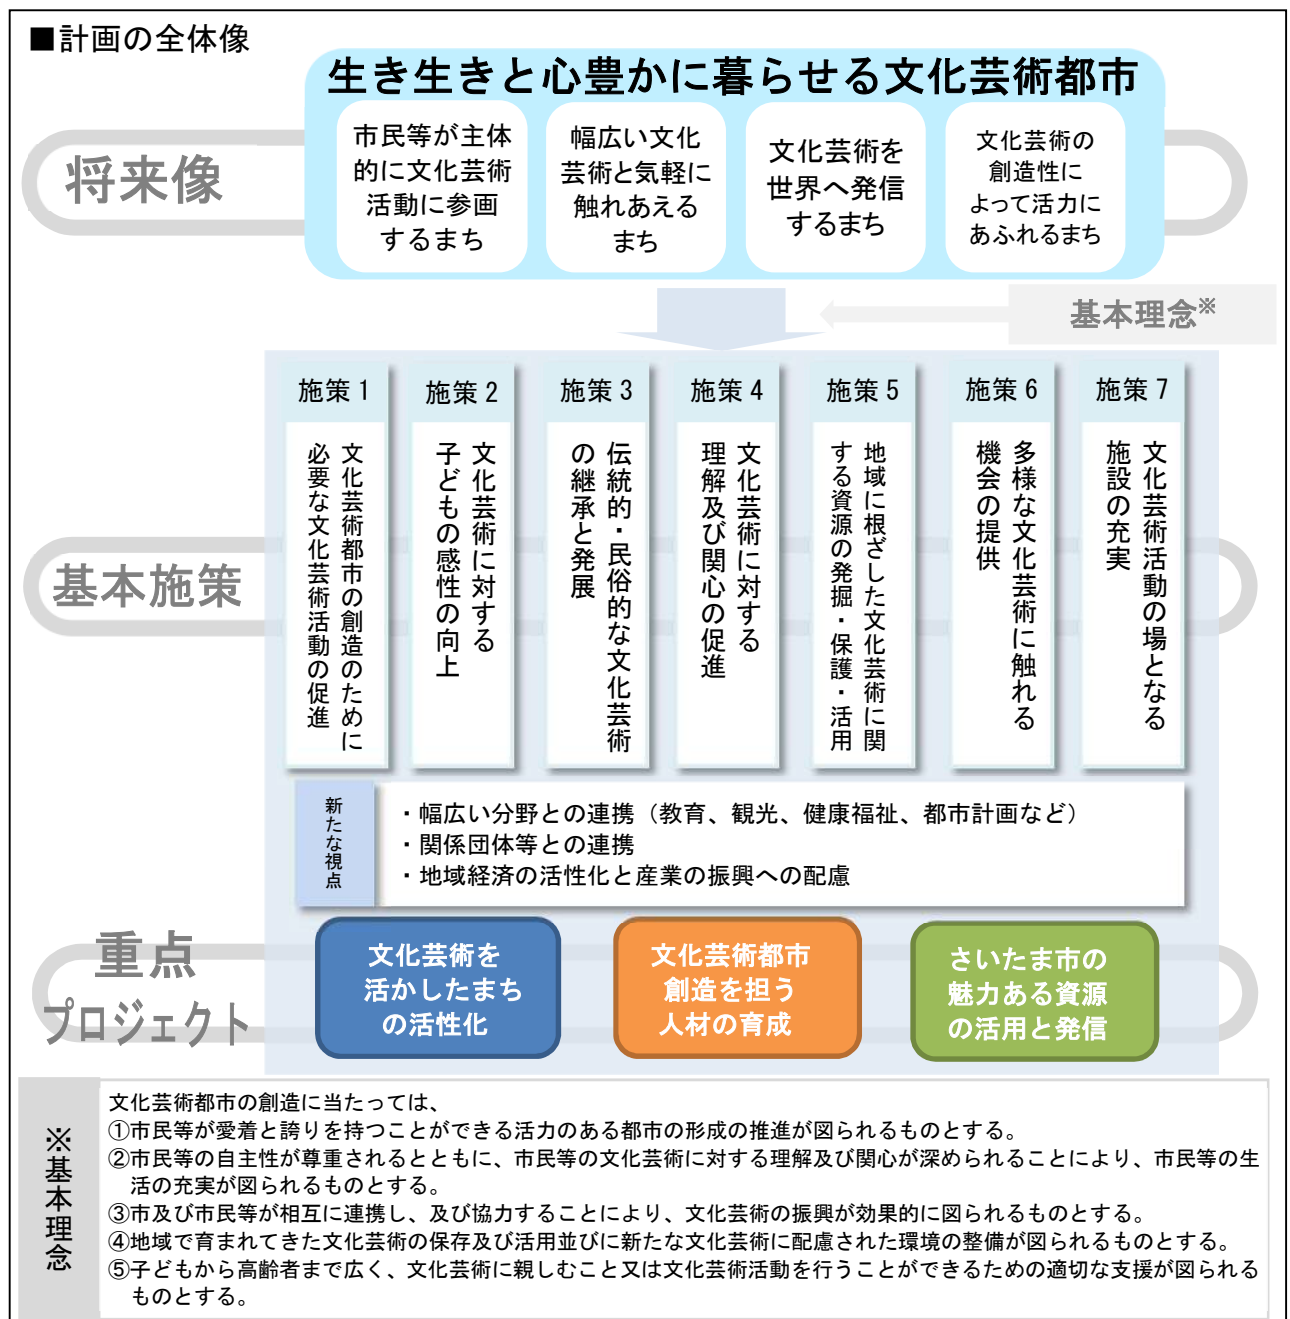 ■計画の全体像
生き生きと心豊かに暮らせる文化芸術都市
将来像
市民等が主体
的に文化芸術
活動に参画
するまち
幅広い文化
芸術と気軽に
触れあえる
まち
文化芸術を
世界へ発信
するまち
文化芸術の
創造性に
よって活力に
あふれるまち
基本理念※
基本施策
施策1
文化芸術都市の創造のために
必要な文化芸術活動の促進
施策2
文化芸術に対する
子どもの感性の向上
施策3
伝統的・民俗的な文化芸術
の継承と発展
施策4
文化芸術に対する
理解及び関心の促進
施策5
地域に根ざした文化芸術に関
する資源の発掘・保護・活用
施策6
多様な文化芸術に触れる
機会の提供
施策7
文化芸術活動の場となる
施設の充実
新たな視点
・幅広い分野との連携（教育、観光、健康福祉、都市計画など）
・関係団体等との連携
・地域経済の活性化と産業の振興への配慮
重点
プロジェクト
文化芸術を
活かしたまち
の活性化
文化芸術都市
創造を担う
人材の育成
さいたま市の
魅力ある資源
の活用と発信
※基本理念
文化芸術都市の創造に当たっては、
①市民等が愛着と誇りを持つことができる活力のある都市の形成の推進が図られるものとする。
②市民等の自主性が尊重されるとともに、市民等の文化芸術に対する理解及び関心が深められることにより、市民等の生
活の充実が図られるものとする。
③市及び市民等が相互に連携し、及び協力することにより、文化芸術の振興が効果的に図られるものとする。
④地域で育まれてきた文化芸術の保存及び活用並びに新たな文化芸術に配慮された環境の整備が図られるものとする。
⑤子どもから高齢者まで広く、文化芸術に親しむこと又は文化芸術活動を行うことができるための適切な支援が図られる
ものとする。